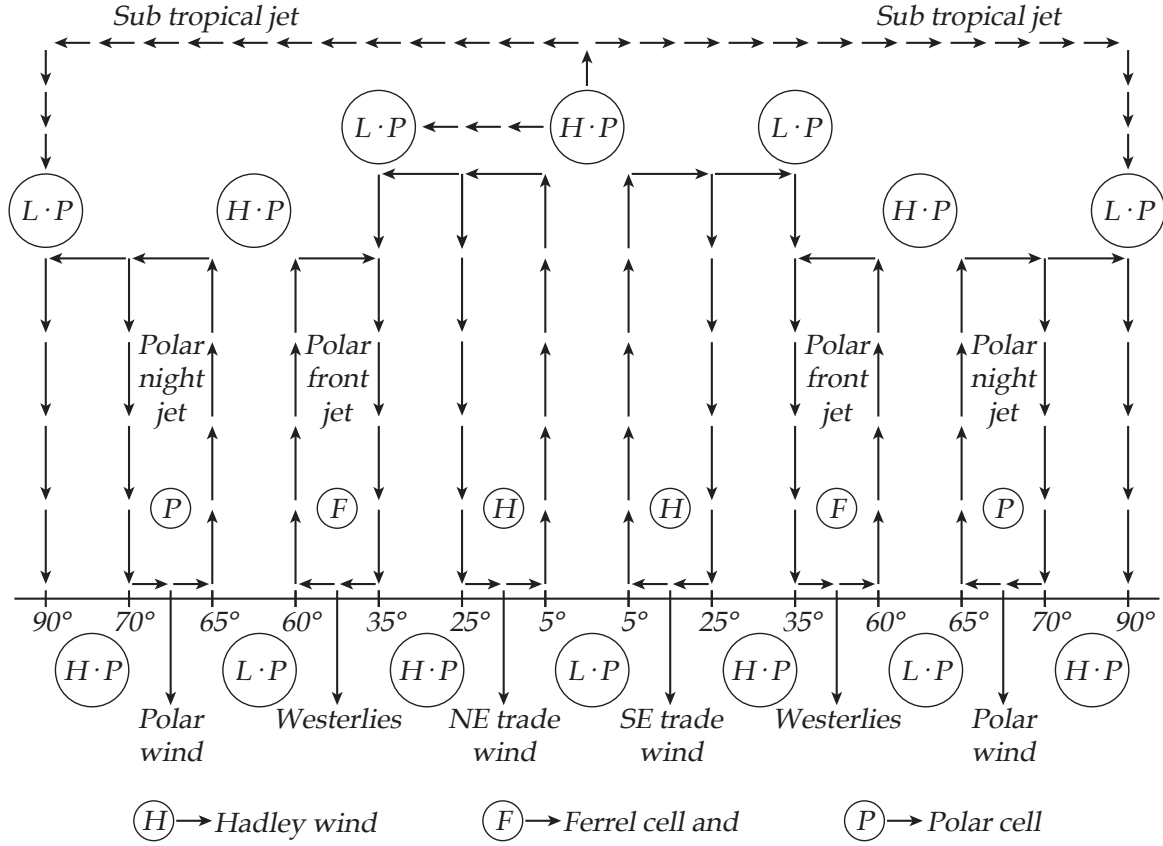 Sub tropical jet Sub tropical jet
L · P H · P L · P
L · P H · P H · P L · P
Polar night jet Polar front jet Polar front jet Polar night jet
P F H H F P
90° 70° 65° 60° 35° 25° 5° 5° 25° 35° 60° 65° 70° 90°
H · P L · P H · P L · P H · P L · P H · P
Polar wind Westerlies NE trade wind SE trade wind Westerlies Polar wind
H → Hadley wind F → Ferrel cell and P → Polar cell